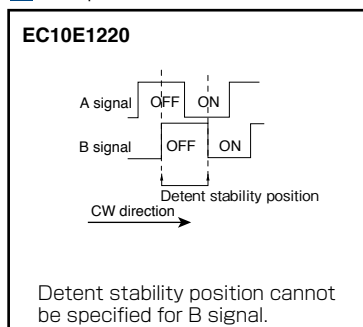 EC10E1220
A signal OFF ON
B signal OFF ON
Detent stability position
CW direction
Detent stability position cannot
be specified for B signal.